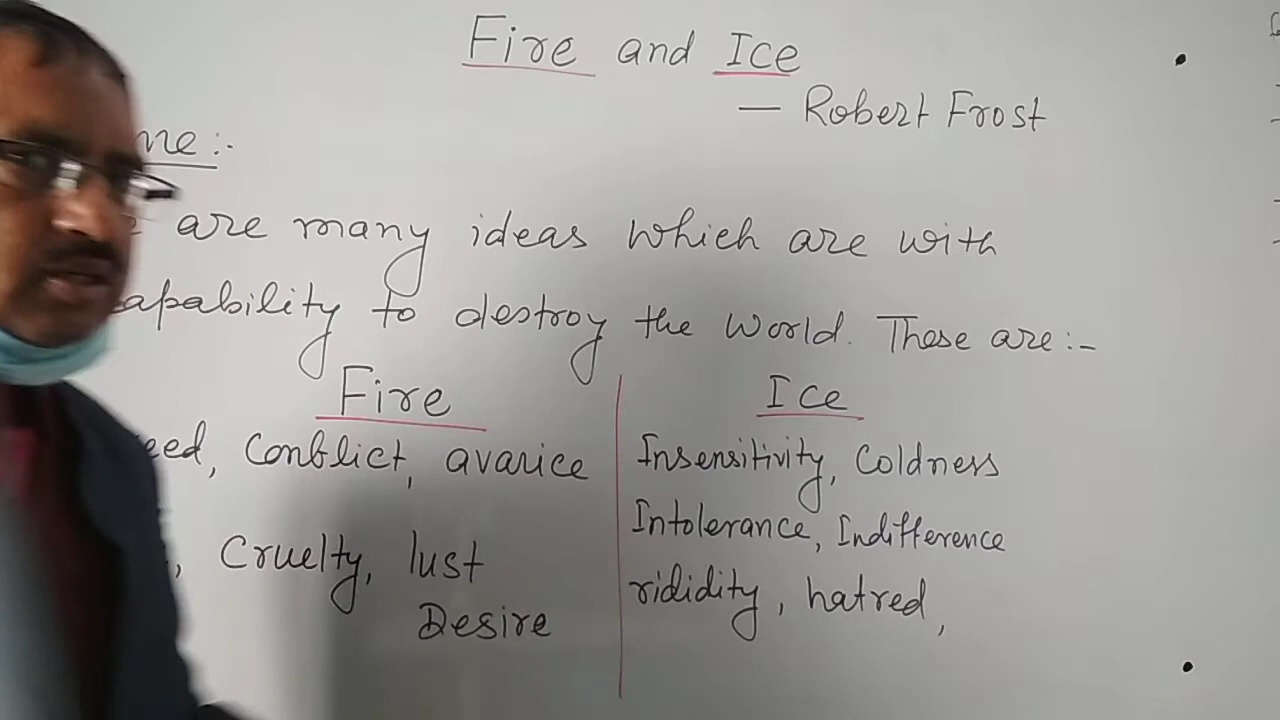 Fire and Ice
— Robert Frost
me:-
are many ideas which are with
apability to destroy the World. These are:-
Fire
Ice
eed, Conflict, avarice
Insensitivity, Coldness
, Cruelty, lust
Intolerance, Indifference
Desire
rididity, hatred,